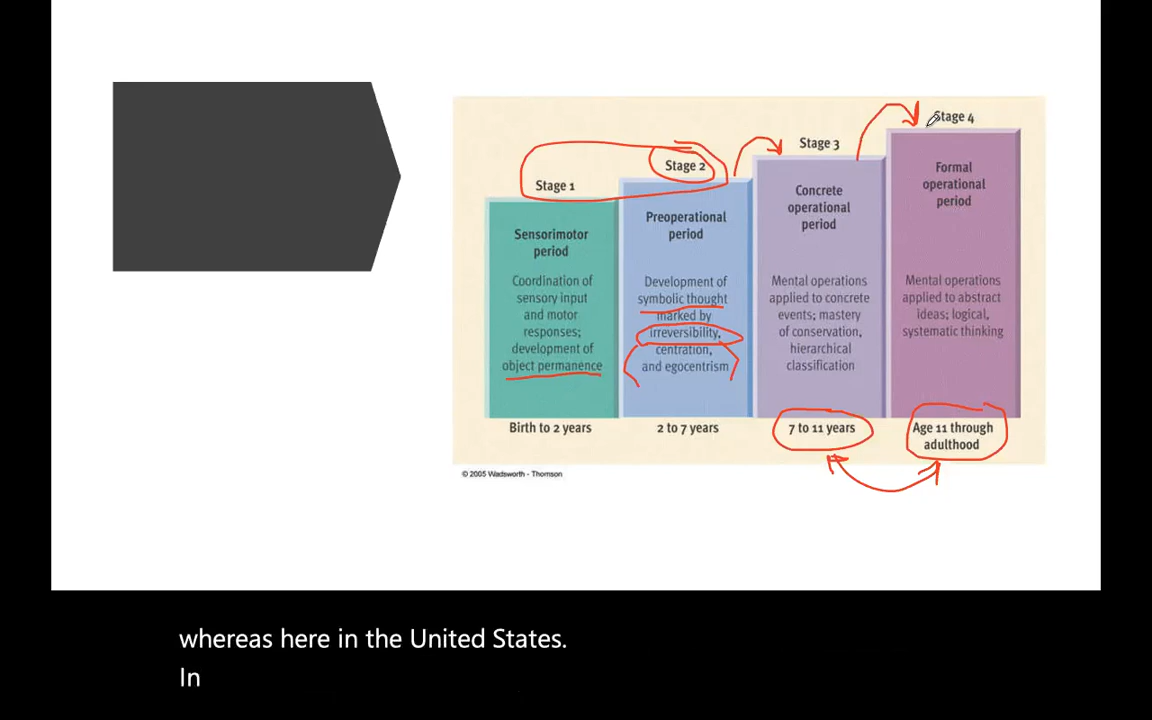 Stage 1
Sensorimotor
period
Coordination of
sensory input
and motor
responses;
development of
object permanence
Birth to 2 years
Stage 2
Preoperational
period
Development of
symbolic thought
marked by
irreversibility,
centration,
and egocentrism
2 to 7 years
Stage 3
Concrete
operational
period
Mental operations
applied to concrete
events; mastery
of conservation,
hierarchical
classification
7 to 11 years
Stage 4
Formal
operational
period
Mental operations
applied to abstract
ideas; logical,
systematic thinking
Age 11 through
adulthood
© 2005 Wadsworth - Thomson
whereas here in the United States.
In